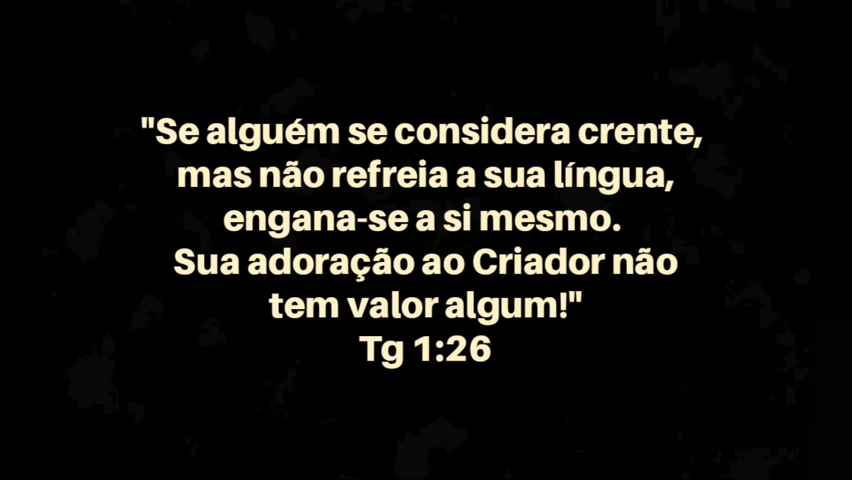 "Se alguém se considera crente,
mas não refreia a sua língua,
engana-se a si mesmo.
Sua adoração ao Criador não
tem valor algum!"
Tg 1:26